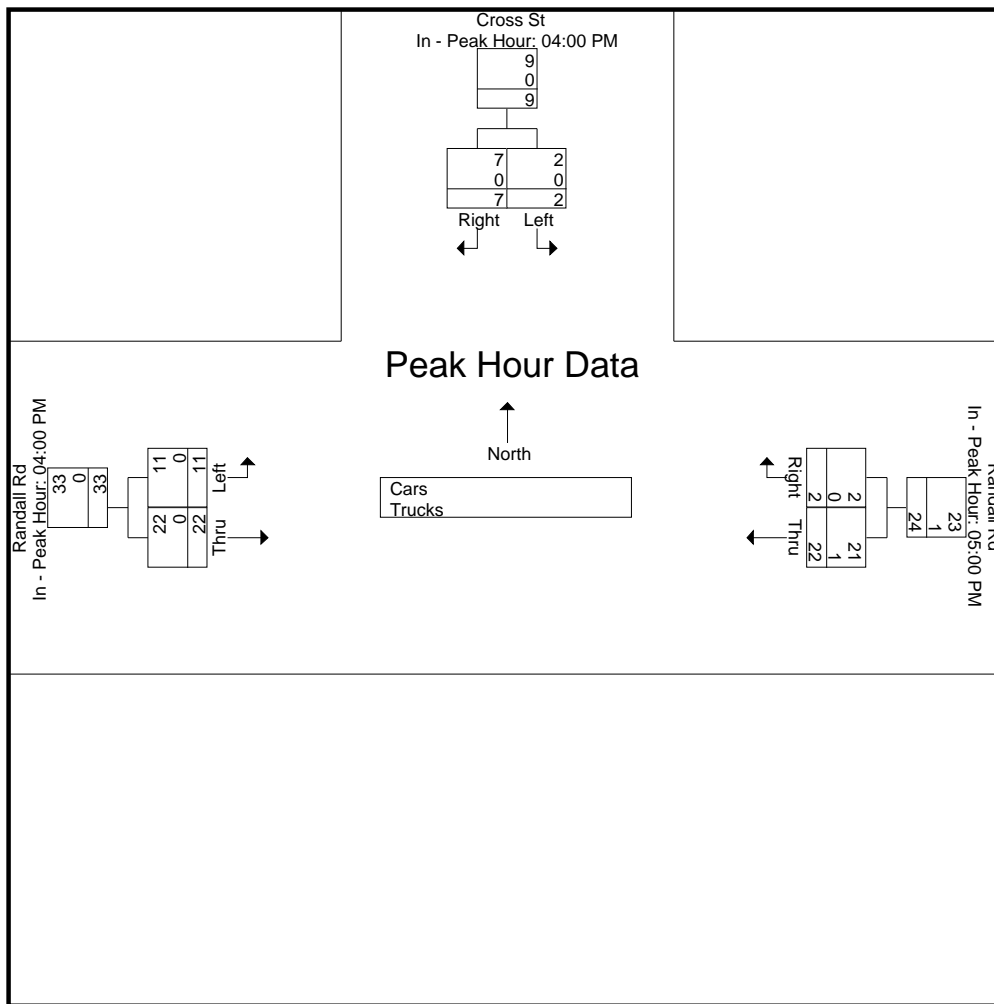 Cross St
In - Peak Hour: 04:00 PM
9
0
9
7 2
0 0
7 2
Right Left
Peak Hour Data
North
Cars
Trucks
Randall Rd
In - Peak Hour: 04:00 PM
33
0
33
11 0 11
Left
22 0 22
Thru
Right
2 0 2
Thru
22 1 21
24 1 23
In - Peak Hour: 05:00 PM
Randall Rd